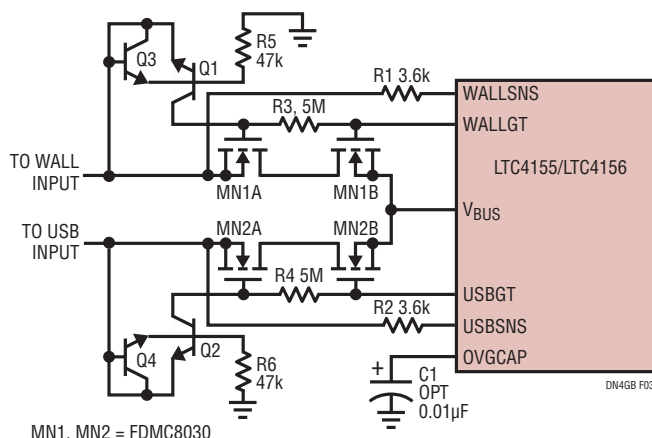 Q3
Q1
R5
47k
R1 3.6k
WALLSNS
R3, 5M
WALLGT
TO WALL
INPUT
MN1A
MN1B
LTC4155/LTC4156
VBUS
TO USB
INPUT
MN2A
MN2B
R4 5M
USBGT
R2 3.6k
USBSNS
Q4
Q2
R6
47k
OVGCAP
+
C1
OPT
0.01µF
DN4GB F03
MN1, MN2 = FDMC8030